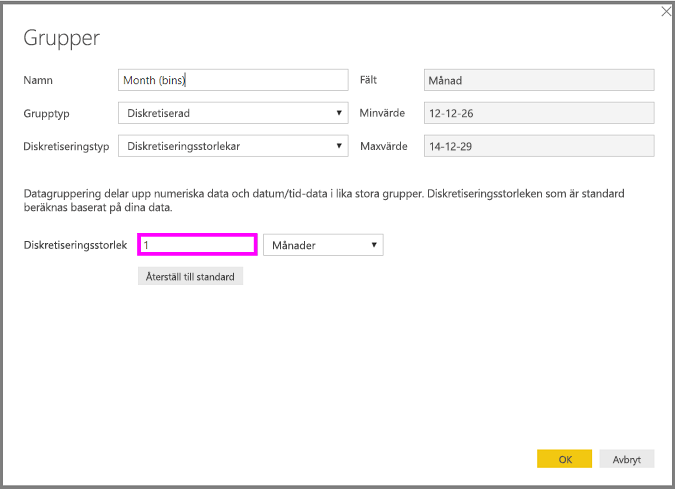 Grupper
Namn Month (bins) Fält Månad
Grupptyp Diskretiserad Minvärde 12-12-26
Diskretiseringstyp Diskretiseringsstorlekar Maxvärde 14-12-29
Datagruppering delar upp numeriska data och datum/tid-data i lika stora grupper. Diskretiseringsstorleken som är standard
beräknas baserat på dina data.
Diskretiseringsstorlek 1 Månader
Återställ till standard
OK Avbryt